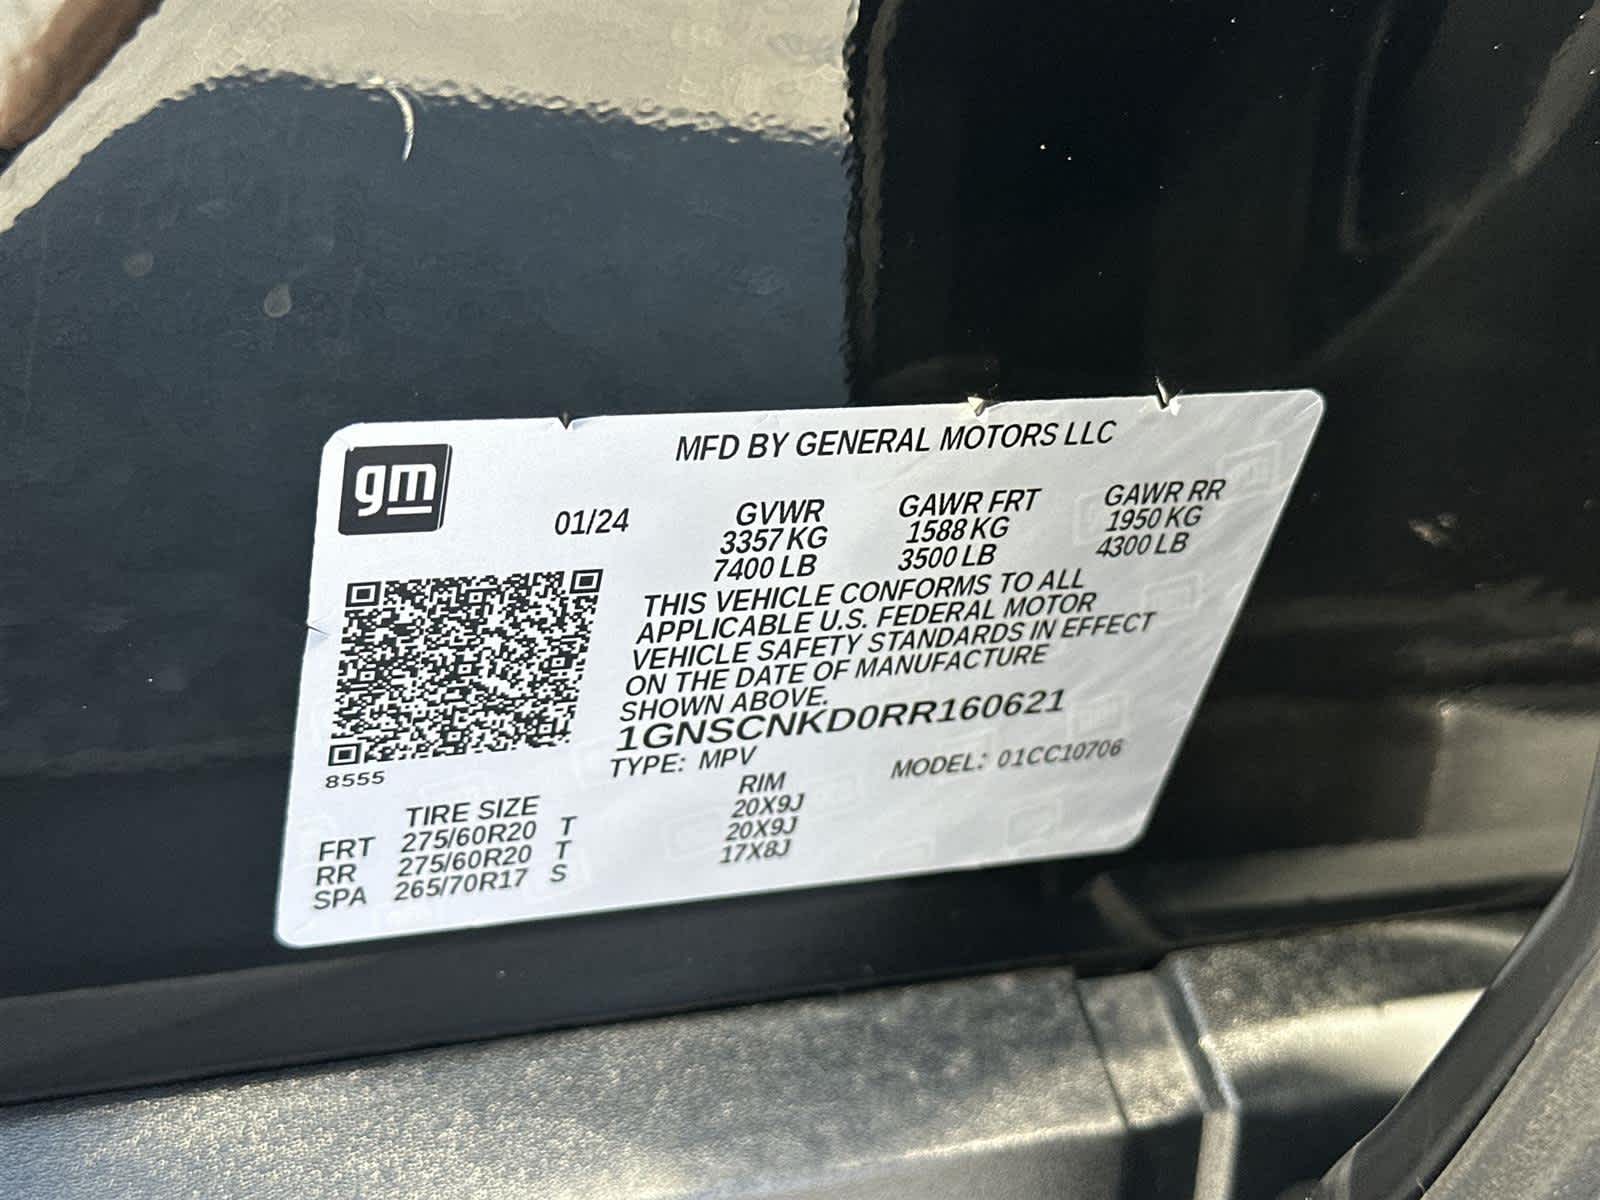 MFD BY GENERAL MOTORS LLC
gm
01/24 GVWR GAWR FRT GAWR RR
3357 KG 1588 KG 1950 KG
7400 LB 3500 LB 4300 LB
THIS VEHICLE CONFORMS TO ALL
APPLICABLE U.S. FEDERAL MOTOR
VEHICLE SAFETY STANDARDS IN EFFECT
ON THE DATE OF MANUFACTURE
SHOWN ABOVE.
1GNSCNKD0RR160621
TYPE: MPV MODEL: 01CC10706
8555
TIRE SIZE RIM
FRT 275/60R20 T 20X9J
RR 275/60R20 T 20X9J
SPA 265/70R17 S 17X8J